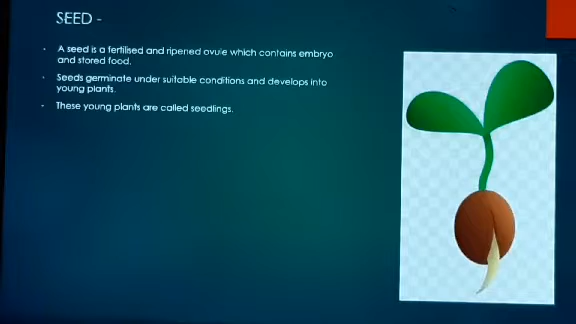 SEED -
A seed is a fertilised and ripened ovule which contains embryo
and stored food.
Seeds germinate under suitable conditions and develops into
young plants.
These young plants are called seedlings.